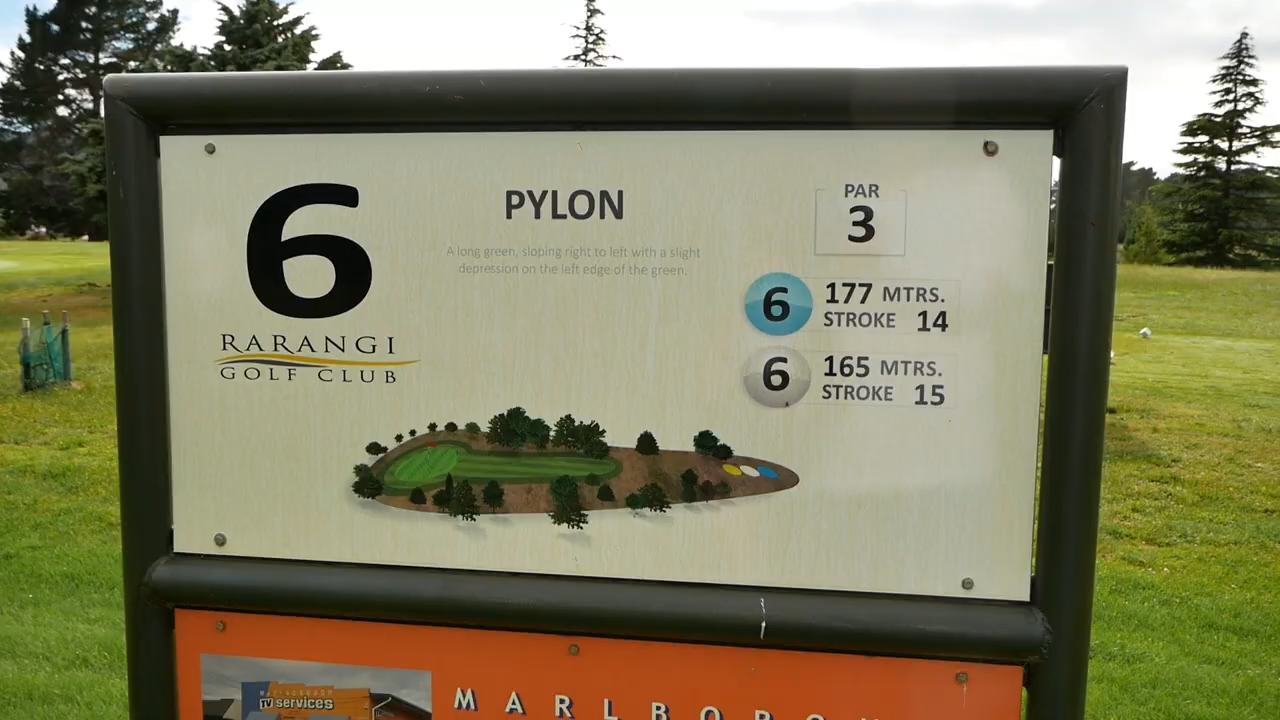 6
RARANGI
GOLF CLUB
PYLON
A long green, sloping right to left with a slight
depression on the left edge of the green.
PAR
3
6 177 MTRS.
STROKE 14
6 165 MTRS.
STROKE 15
TV services